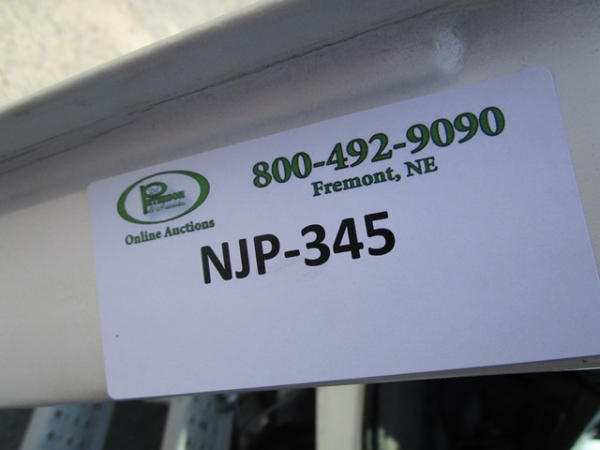 800-492-9090
Fremont, NE
Online Auctions
NJP-345